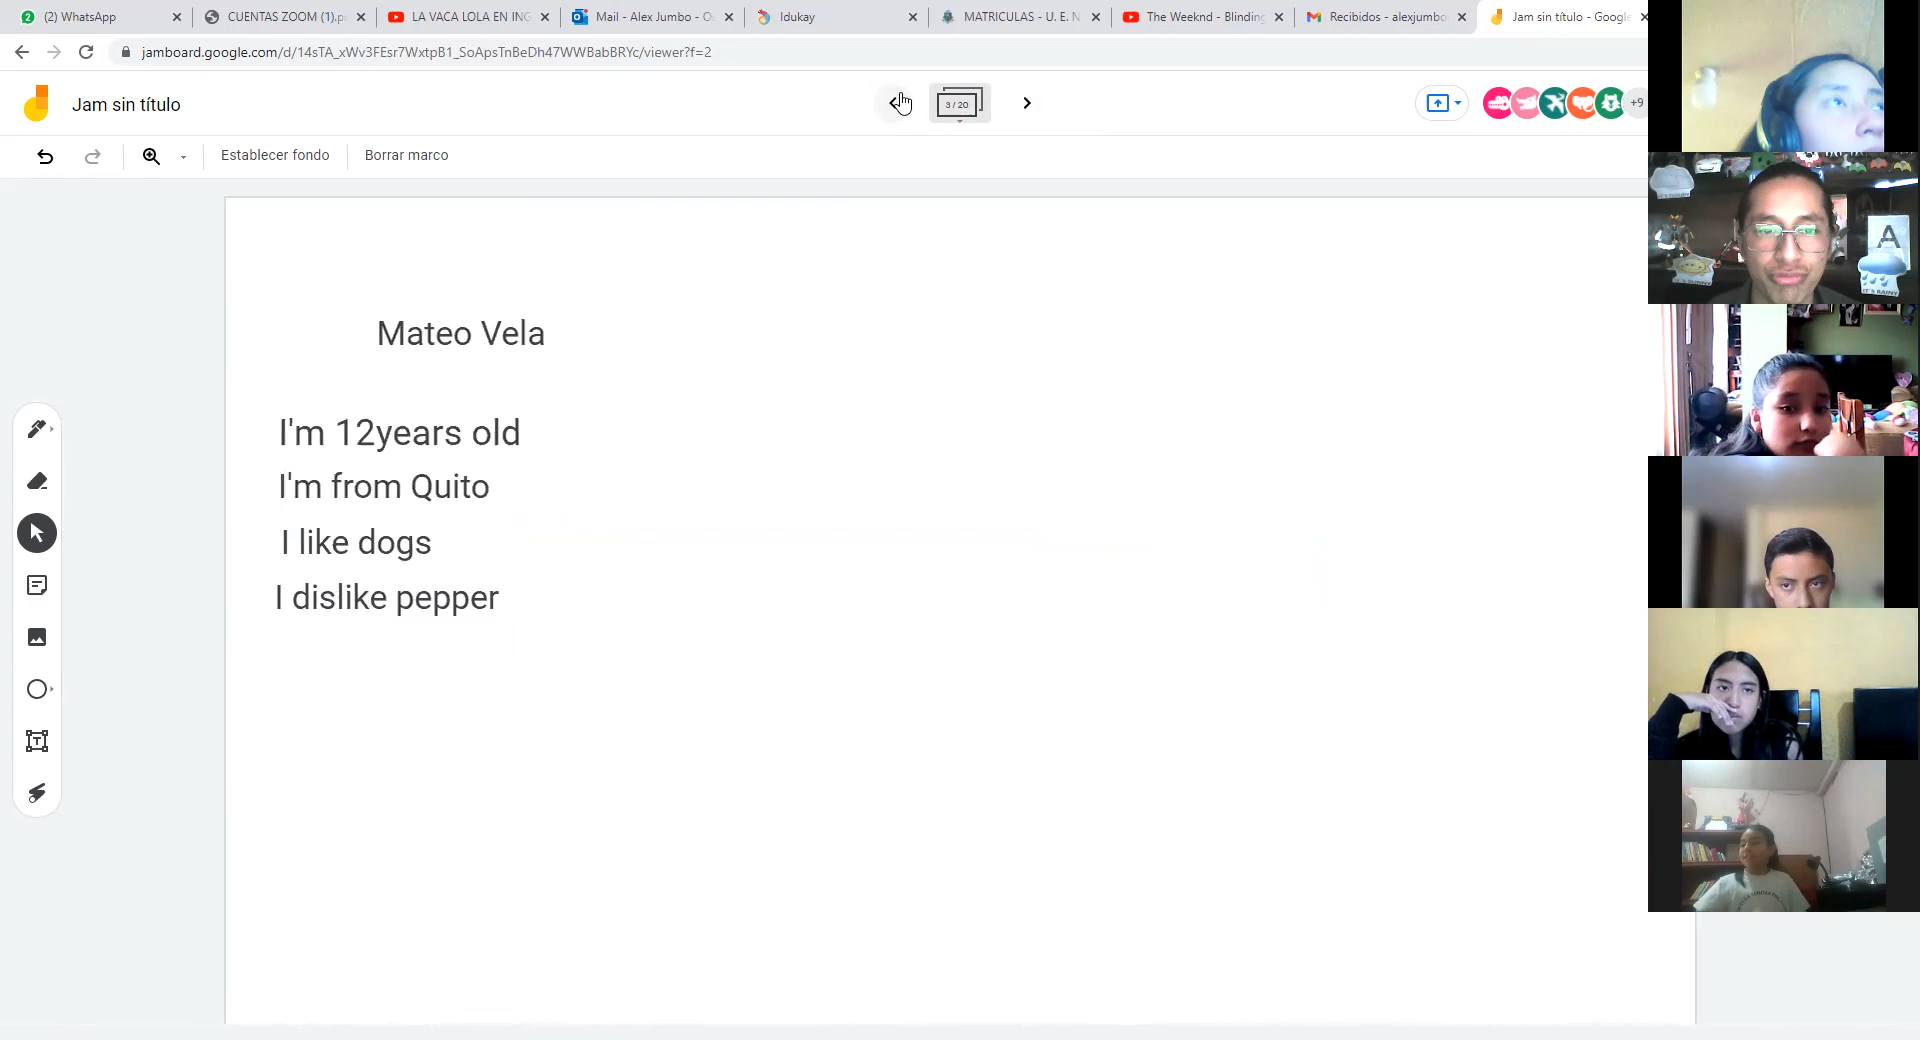 (2) WhatsApp
CUENTAS ZOOM (1).p
LA VACA LOLA EN ING
Mail - Alex Jumbo - O
Idukay
MATRICULAS - U. E. N
The Weeknd - Blinding
Recibidos - alexjumbo
Jam sin título - Google
jamboard.google.com/d/14sTA_xWv3FEsr7WxtpB1_SoApsTnBeDh47WWBabBRYc/viewer?f=2
Jam sin título
3 / 20
+9
Establecer fondo
Borrar marco
Mateo Vela
I'm 12years old
I'm from Quito
I like dogs
I dislike pepper
A
IT'S RAINY